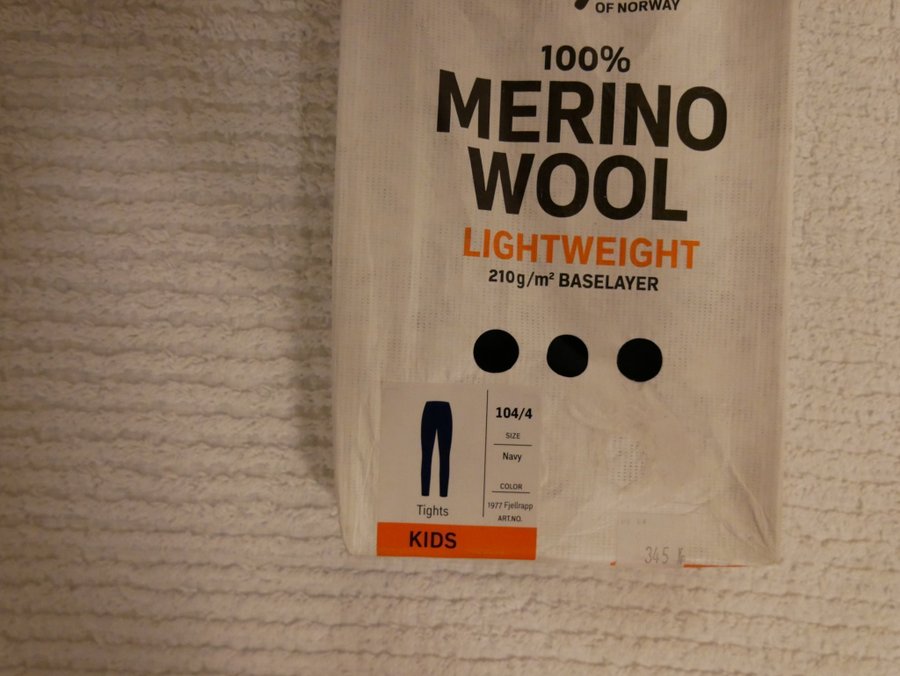 OF NORWAY
100%
MERINO
WOOL
LIGHTWEIGHT
210g/m² BASELAYER
104/4
SIZE
Navy
COLOR
1977 Fjellrapp
ART.NO.
Tights
KIDS
345